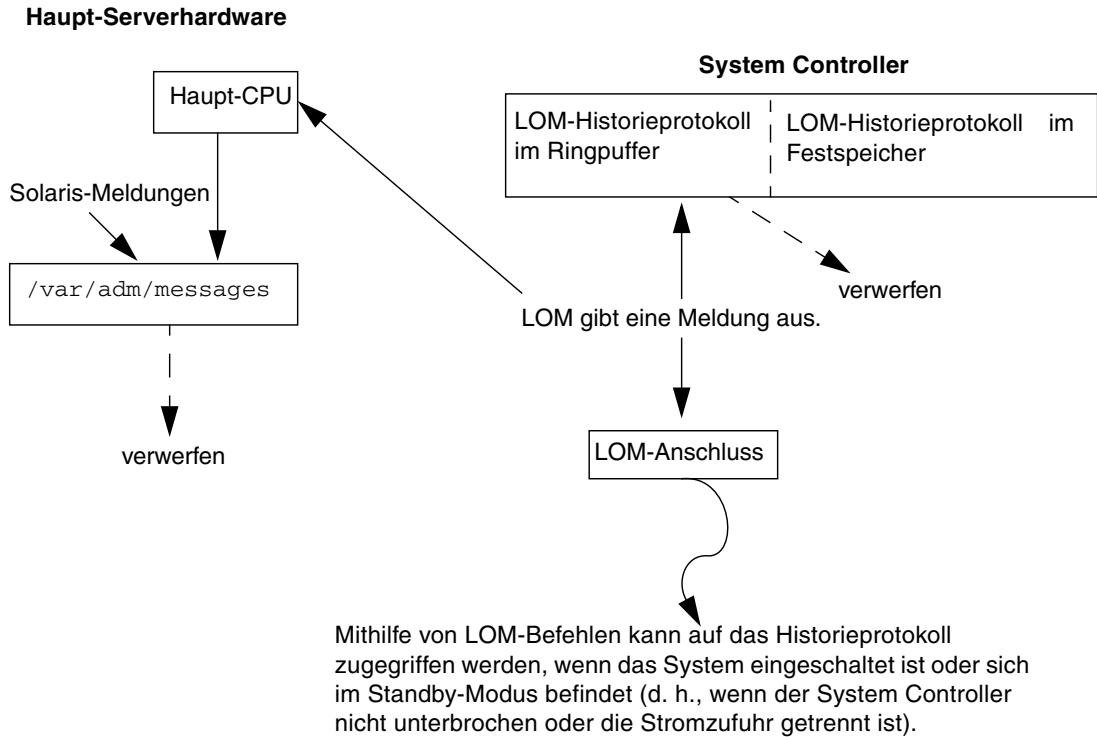 Haupt-Serverhardware
System Controller
Haupt-CPU
LOM-Historieprotokoll
im Ringpuffer
LOM-Historieprotokoll im
Festspeicher
Solaris-Meldungen
/var/adm/messages
verwerfen
LOM gibt eine Meldung aus.
LOM-Anschluss
verwerfen
Mithilfe von LOM-Befehlen kann auf das Historieprotokoll
zugegriffen werden, wenn das System eingeschaltet ist oder sich
im Standby-Modus befindet (d. h., wenn der System Controller
nicht unterbrochen oder die Stromzufuhr getrennt ist).